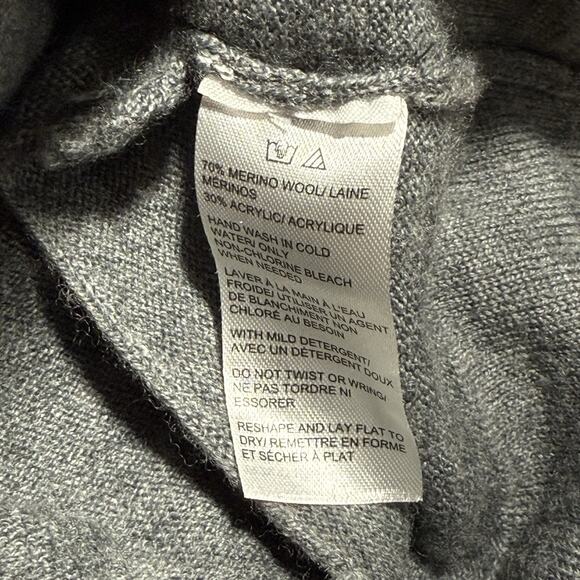 70% MERINO WOOL/ LAINE
MERINOS
30% ACRYLIC/ ACRYLIQUE
HAND WASH IN COLD
WATER/ ONLY
NON-CHLORINE BLEACH
WHEN NEEDED
LAVER À LA MAIN À L'EAU
FROIDE/ UTILISER UN AGENT
DE BLANCHIMENT NON
CHLORÉ AU BESOIN
WITH MILD DETERGENT/
AVEC UN DÉTERGENT DOUX
DO NOT TWIST OR WRING/
NE PAS TORDRE NI
ESSORER
RESHAPE AND LAY FLAT TO
DRY/ REMETTRE EN FORME
ET SÉCHER À PLAT